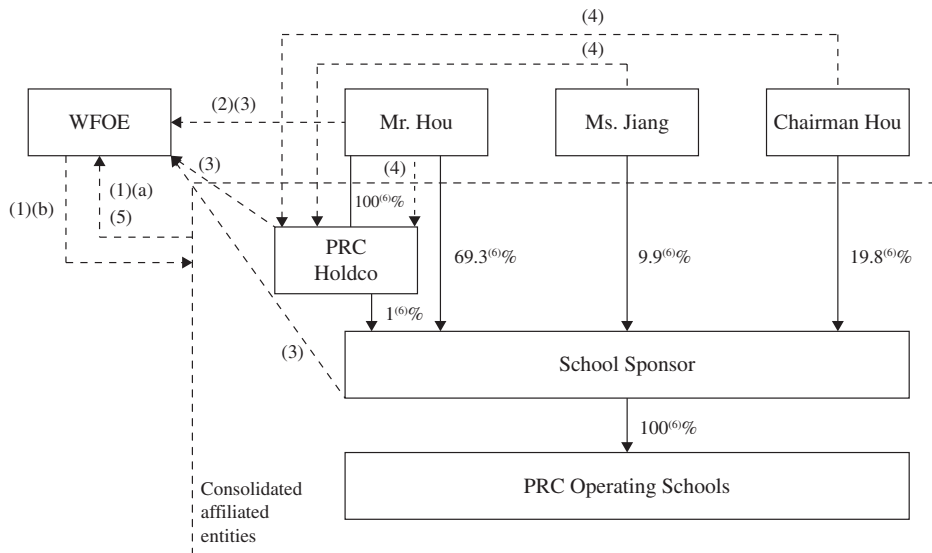 (4)
(4)
WFOE
(2)(3)
Mr. Hou
Ms. Jiang
Chairman Hou
(3)
(4)
(1)(b)
(1)(a)
(5)
100⁽⁶⁾%
PRC
Holdco
69.3⁽⁶⁾%
9.9⁽⁶⁾%
19.8⁽⁶⁾%
1⁽⁶⁾%
(3)
School Sponsor
100⁽⁶⁾%
PRC Operating Schools
Consolidated
affiliated
entities